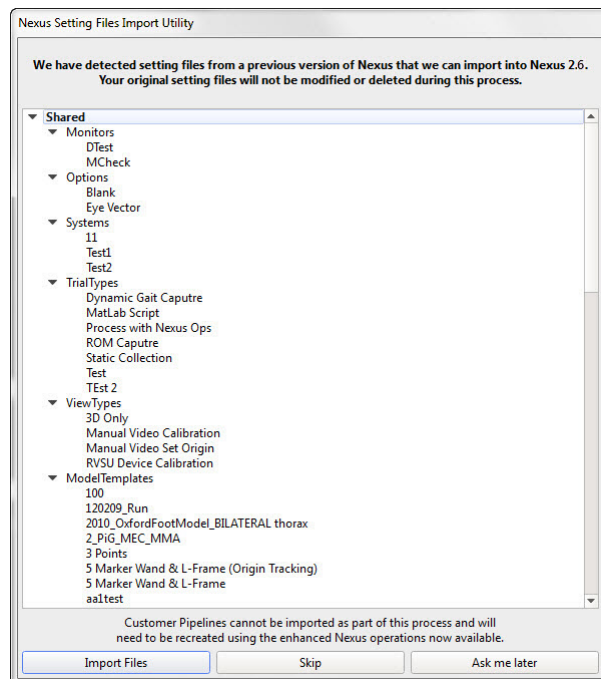 Nexus Setting Files Import Utility
We have detected setting files from a previous version of Nexus that we can import into Nexus 2.6.
Your original setting files will not be modified or deleted during this process.
Shared
Monitors
DTest
MCheck
Options
Blank
Eye Vector
Systems
11
Test1
Test2
TrialTypes
Dynamic Gait Caputre
MatLab Script
Process with Nexus Ops
ROM Caputre
Static Collection
Test
TEst 2
ViewTypes
3D Only
Manual Video Calibration
Manual Video Set Origin
RVSU Device Calibration
ModelTemplates
100
120209_Run
2010_OxfordFootModel_BILATERAL thorax
2_PiG_MEC_MMA
3 Points
5 Marker Wand & L-Frame (Origin Tracking)
5 Marker Wand & L-Frame
aa1test
Customer Pipelines cannot be imported as part of this process and will
need to be recreated using the enhanced Nexus operations now available.
Import Files Skip Ask me later